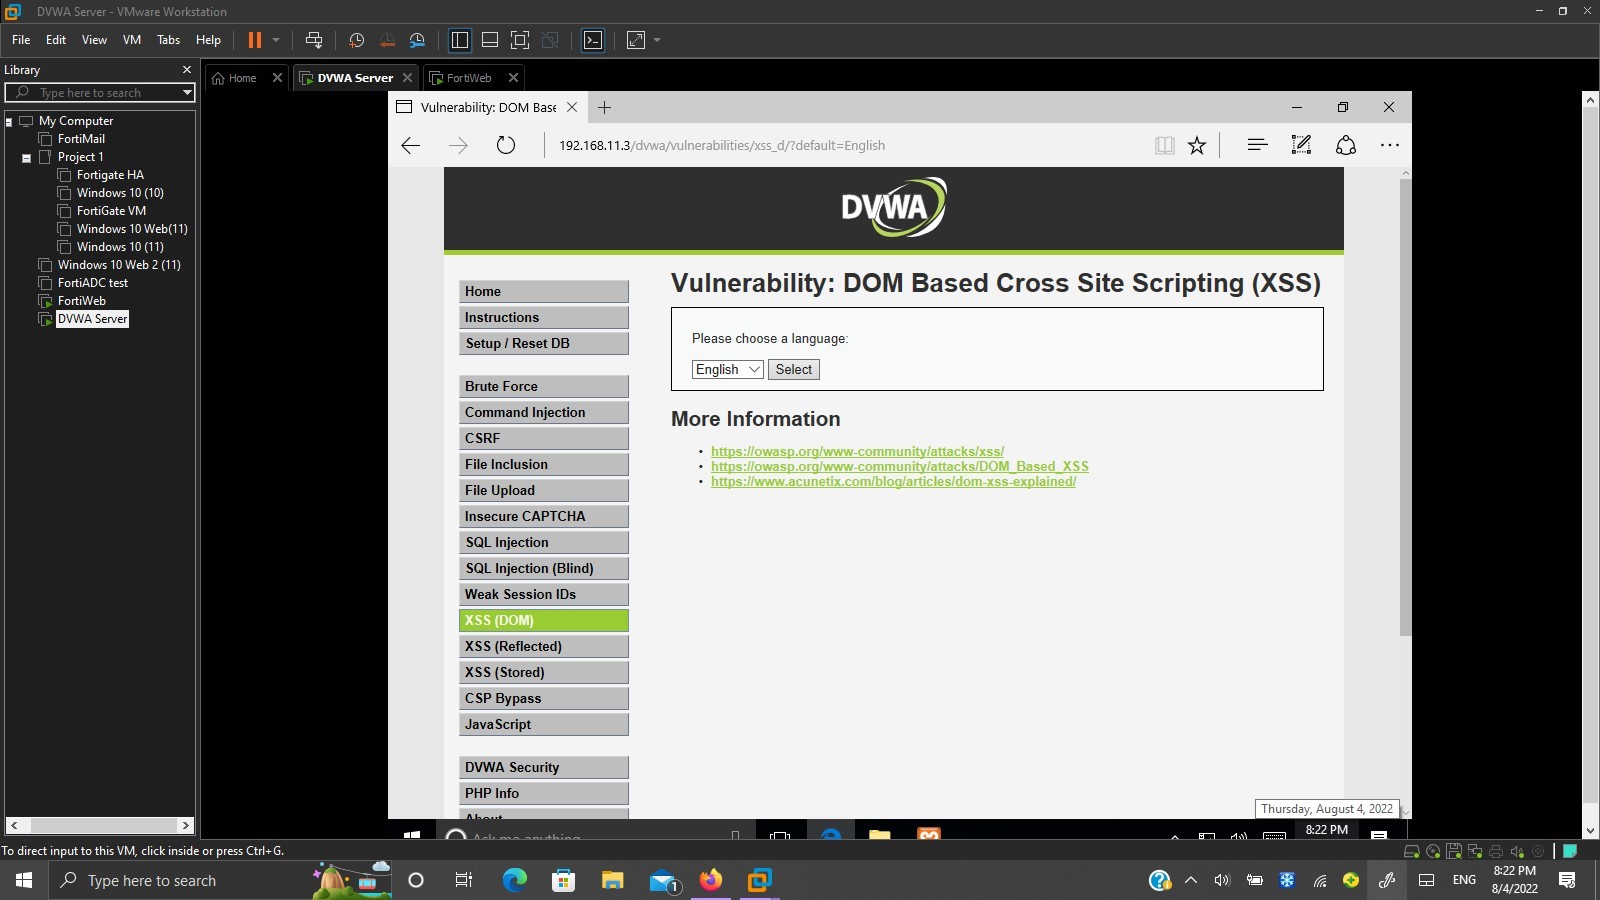 DVWA Server - VMware Workstation
File Edit View VM Tabs Help
Library
Type here to search
My Computer
FortiMail
Project 1
Fortigate HA
Windows 10 (10)
FortiGate VM
Windows 10 Web(11)
Windows 10 (11)
Windows 10 Web 2 (11)
FortiADC test
FortiWeb
DVWA Server
Home DVWA Server FortiWeb
Vulnerability: DOM Base
192.168.11.3/dvwa/vulnerabilities/xss_d/?default=English
DVWA
Home
Instructions
Setup / Reset DB
Brute Force
Command Injection
CSRF
File Inclusion
File Upload
Insecure CAPTCHA
SQL Injection
SQL Injection (Blind)
Weak Session IDs
XSS (DOM)
XSS (Reflected)
XSS (Stored)
CSP Bypass
JavaScript
DVWA Security
PHP Info
About
Vulnerability: DOM Based Cross Site Scripting (XSS)
Please choose a language:
English Select
More Information
• https://owasp.org/www-community/attacks/xss/
• https://owasp.org/www-community/attacks/DOM_Based_XSS
• https://www.acunetix.com/blog/articles/dom-xss-explained/
Thursday, August 4, 2022
Ask me anything
8:22 PM
To direct input to this VM, click inside or press Ctrl+G.
Type here to search
1
ENG
8:22 PM
8/4/2022